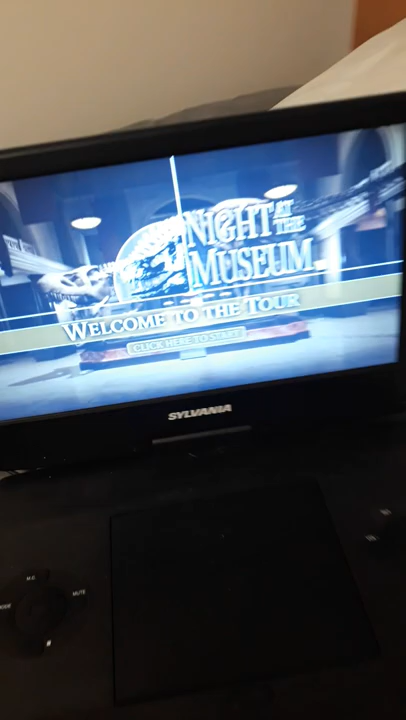 NIGHT AT THE
MUSEUM
WELCOME TO THE TOUR
CLICK HERE TO START
SYLVANIA
MUTE